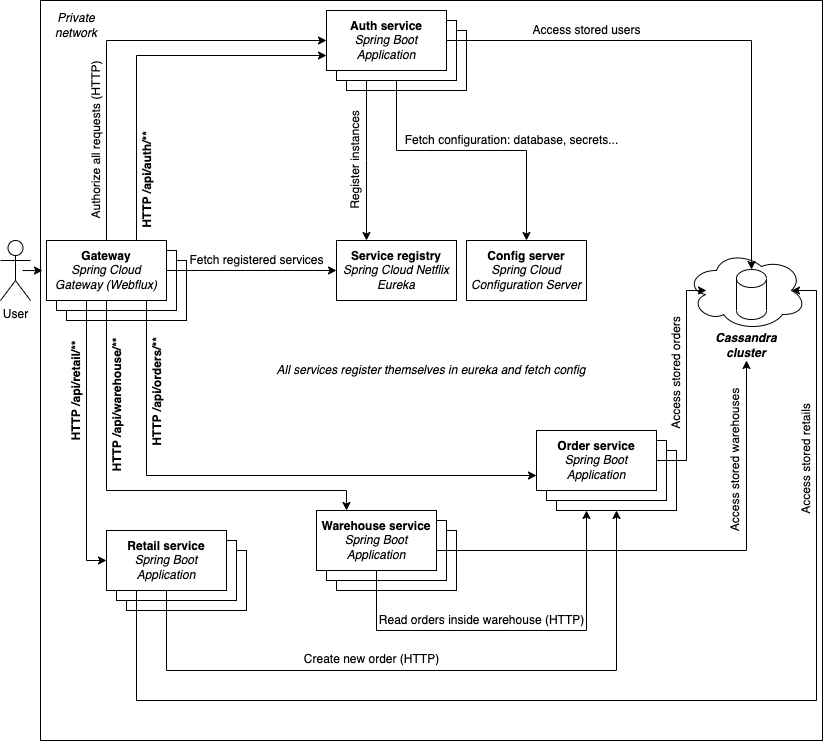 Private
network
Auth service
Spring Boot
Application
Access stored users
Authorize all requests (HTTP)
HTTP /api/auth/**
Register instances
Fetch configuration: database, secrets...
Gateway
Spring Cloud
Gateway (Webflux)
Fetch registered services
Service registry
Spring Cloud Netflix
Eureka
Config server
Spring Cloud
Configuration Server
User
Cassandra
cluster
HTTP /api/retail/**
HTTP /api/warehouse/**
HTTP /api/orders/**
All services register themselves in eureka and fetch config
Access stored orders
Access stored warehouses
Access stored retails
Order service
Spring Boot
Application
Warehouse service
Spring Boot
Application
Retail service
Spring Boot
Application
Read orders inside warehouse (HTTP)
Create new order (HTTP)